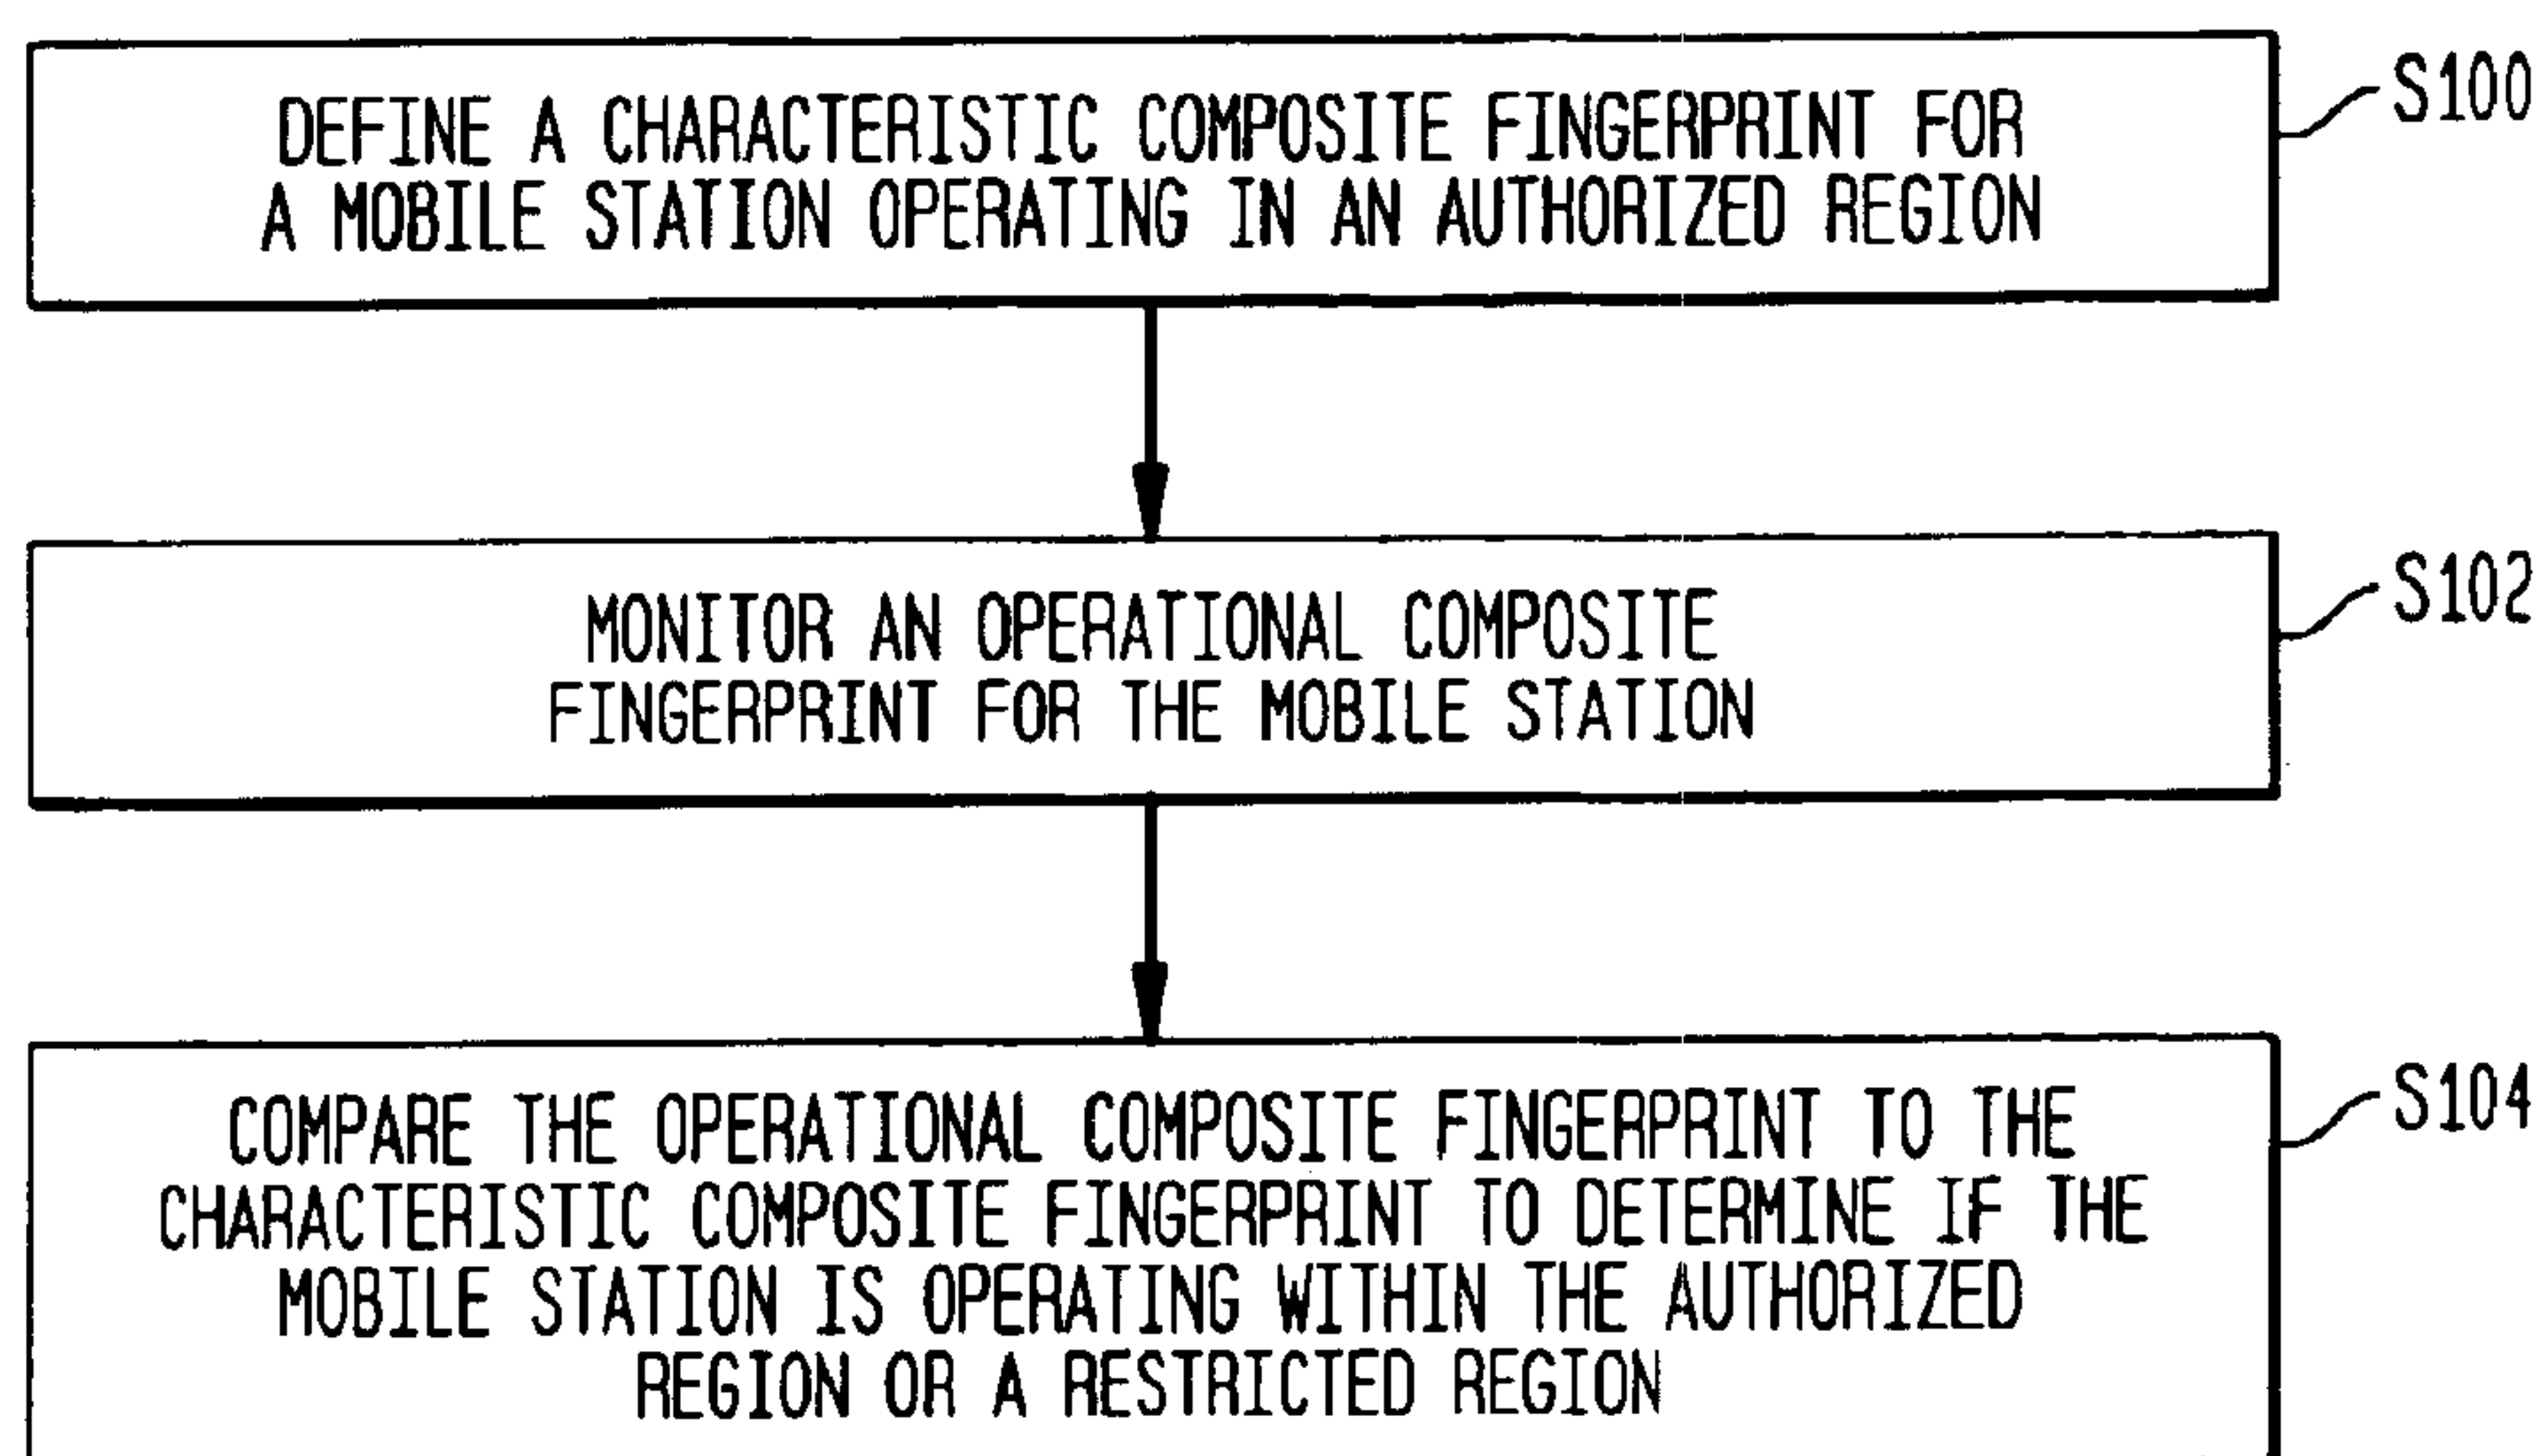 DEFINE A CHARACTERISTIC COMPOSITE FINGERPRINT FOR
A MOBILE STATION OPERATING IN AN AUTHORIZED REGION
S100
MONITOR AN OPERATIONAL COMPOSITE
FINGERPRINT FOR THE MOBILE STATION
S102
COMPARE THE OPERATIONAL COMPOSITE FINGERPRINT TO THE
CHARACTERISTIC COMPOSITE FINGERPRINT TO DETERMINE IF THE
MOBILE STATION IS OPERATING WITHIN THE AUTHORIZED
REGION OR A RESTRICTED REGION
S104